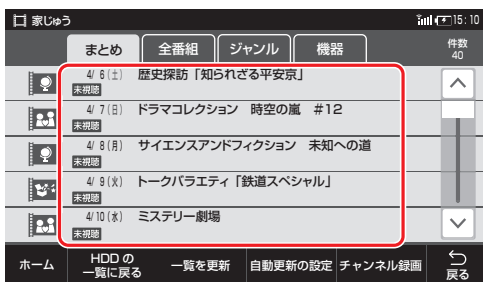 家じゅう 15:10
まとめ 全番組 ジャンル 機器 件数
40
4/ 6(土) 歴史探訪「知られざる平安京」
未視聴
4/ 7(日) ドラマコレクション 時空の嵐 #12
未視聴
4/ 8(月) サイエンスアンドフィクション 未知への道
未視聴
4/ 9(火) トークバラエティ「鉄道スペシャル」
未視聴
4/10(水) ミステリー劇場
未視聴
ホーム HDD の 一覧を更新 自動更新の設定 チャンネル録画 戻る
一覧に戻る